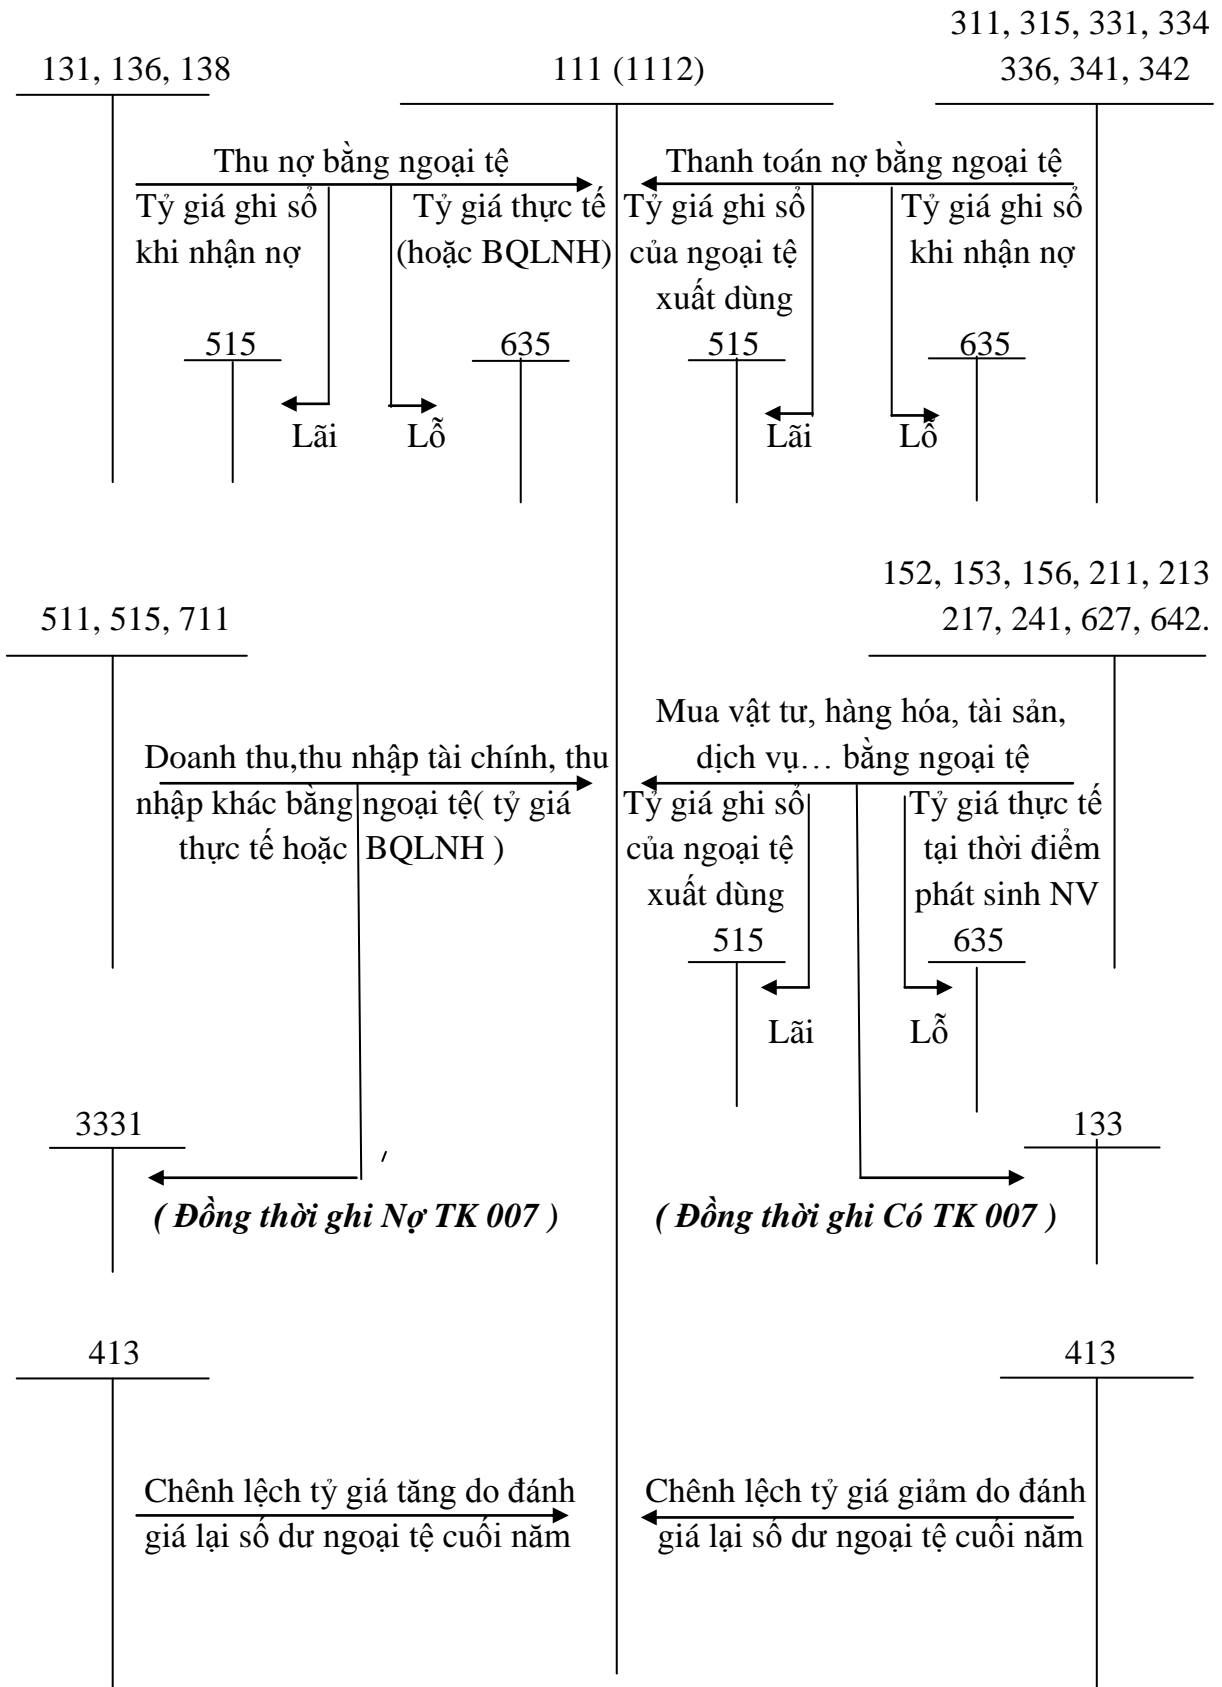 311, 315, 331, 334
131, 136, 138
111 (1112)
336, 341, 342
Thu nợ bằng ngoại tệ
Thanh toán nợ bằng ngoại tệ
Tỷ giá ghi sổ
khi nhận nợ
Tỷ giá thực tế
(hoặc BQLNH)
Tỷ giá ghi sổ
của ngoại tệ
xuất dùng
Tỷ giá ghi sổ
khi nhận nợ
515
635
515
635
Lãi
Lỗ
Lãi
Lỗ
152, 153, 156, 211, 213
511, 515, 711
217, 241, 627, 642.
Doanh thu,thu nhập tài chính, thu
nhập khác bằng ngoại tệ( tỷ giá
thực tế hoặc BQLNH )
Mua vật tư, hàng hóa, tài sản,
dịch vụ… bằng ngoại tệ
Tỷ giá ghi sổ
của ngoại tệ
xuất dùng
Tỷ giá thực tế
tại thời điểm
phát sinh NV
515
635
Lãi
Lỗ
3331
133
( Đồng thời ghi Nợ TK 007 )
( Đồng thời ghi Có TK 007 )
413
413
Chênh lệch tỷ giá tăng do đánh
giá lại số dư ngoại tệ cuối năm
Chênh lệch tỷ giá giảm do đánh
giá lại số dư ngoại tệ cuối năm